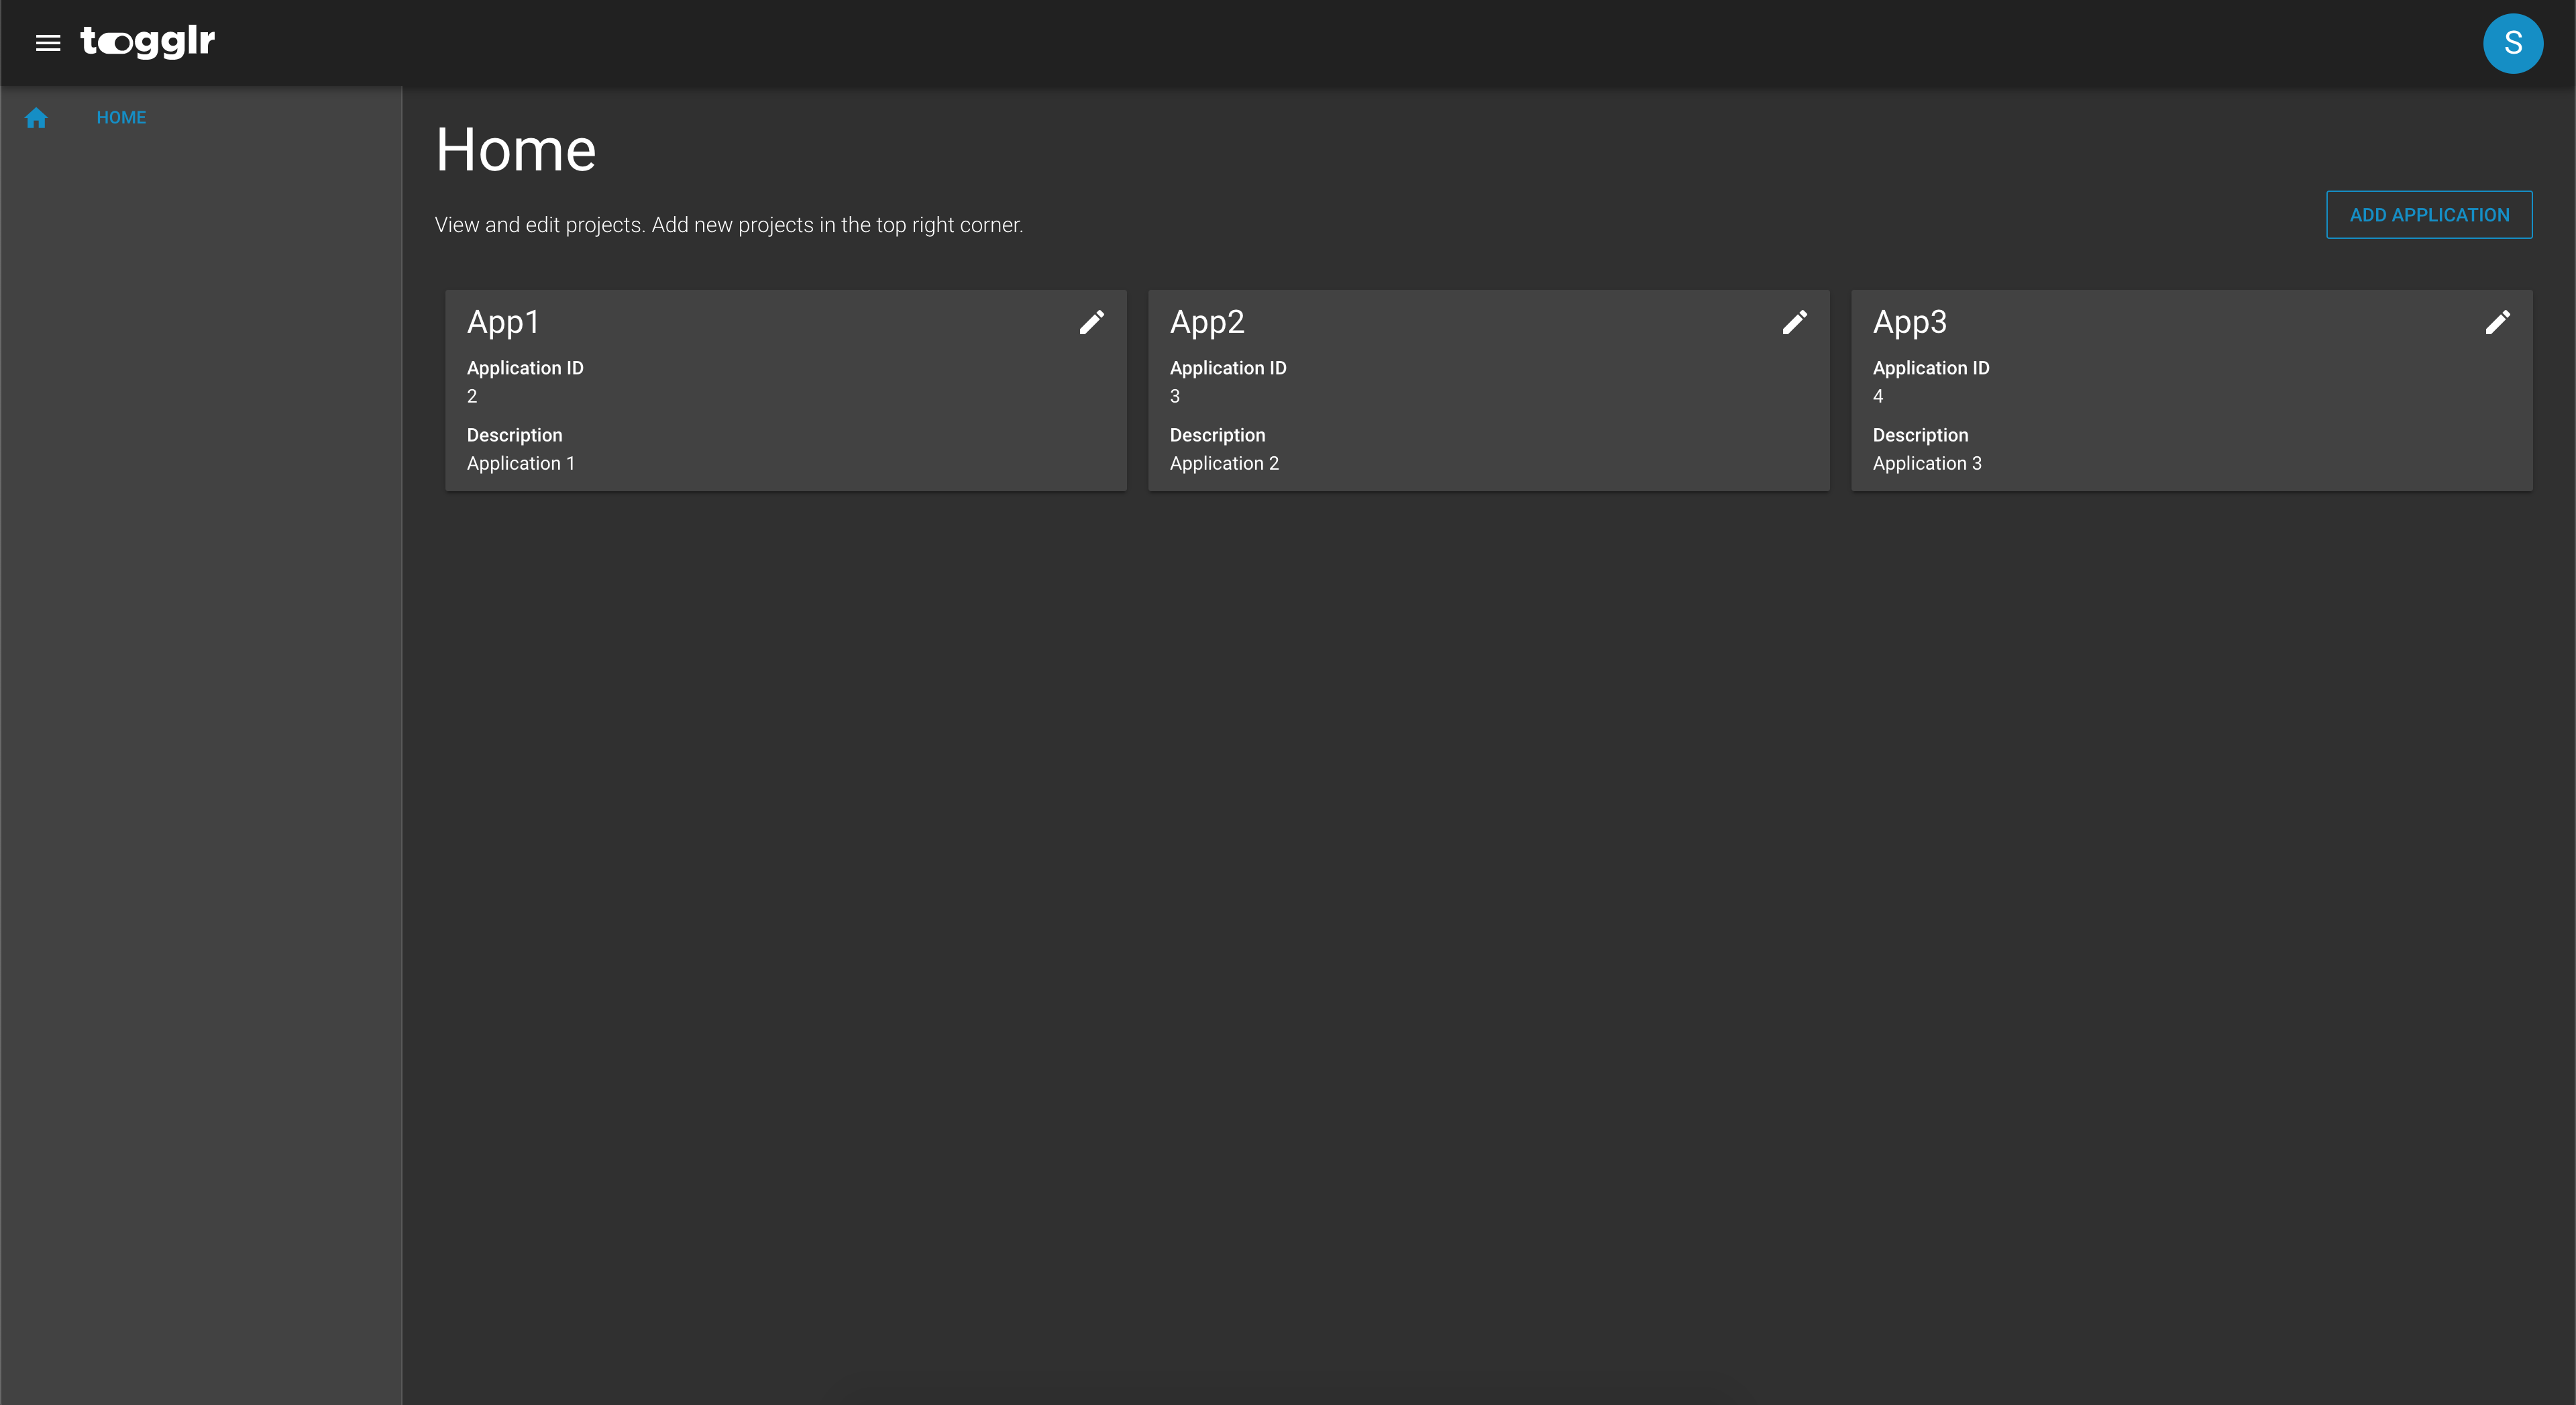 togglr
S
HOME
Home
View and edit projects. Add new projects in the top right corner.
ADD APPLICATION
App1
Application ID
2
Description
Application 1
App2
Application ID
3
Description
Application 2
App3
Application ID
4
Description
Application 3